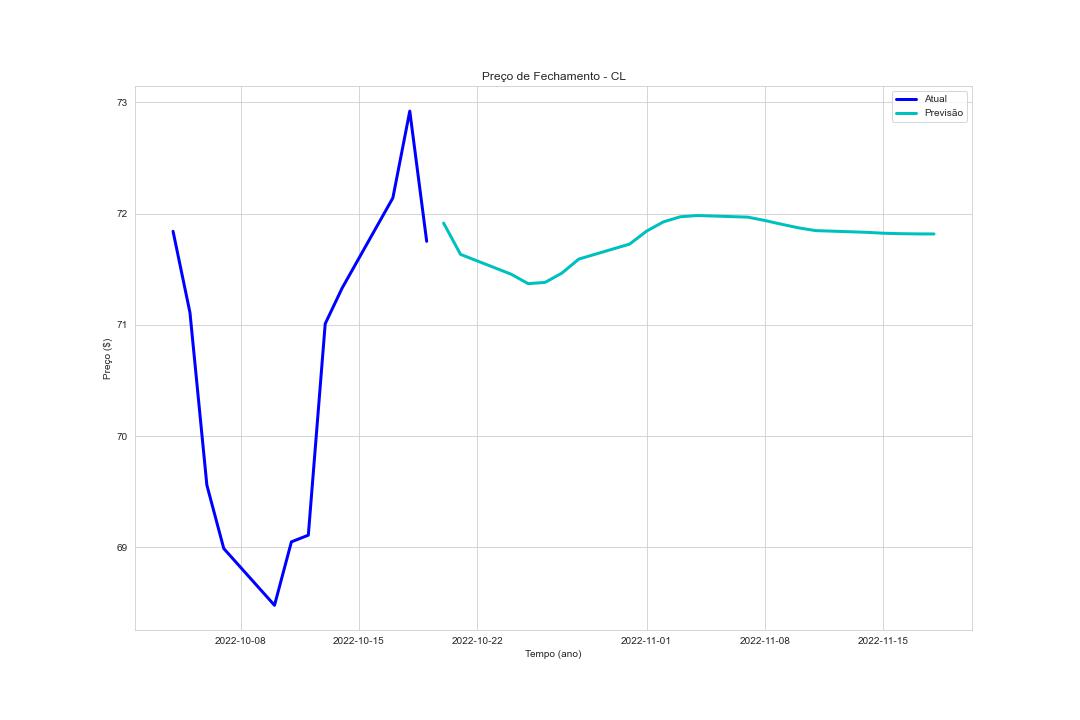 Preço de Fechamento - CL
Atual
Previsão
73
72
71
70
69
Preço ($)
2022-10-08
2022-10-15
2022-10-22
2022-11-01
2022-11-08
2022-11-15
Tempo (ano)